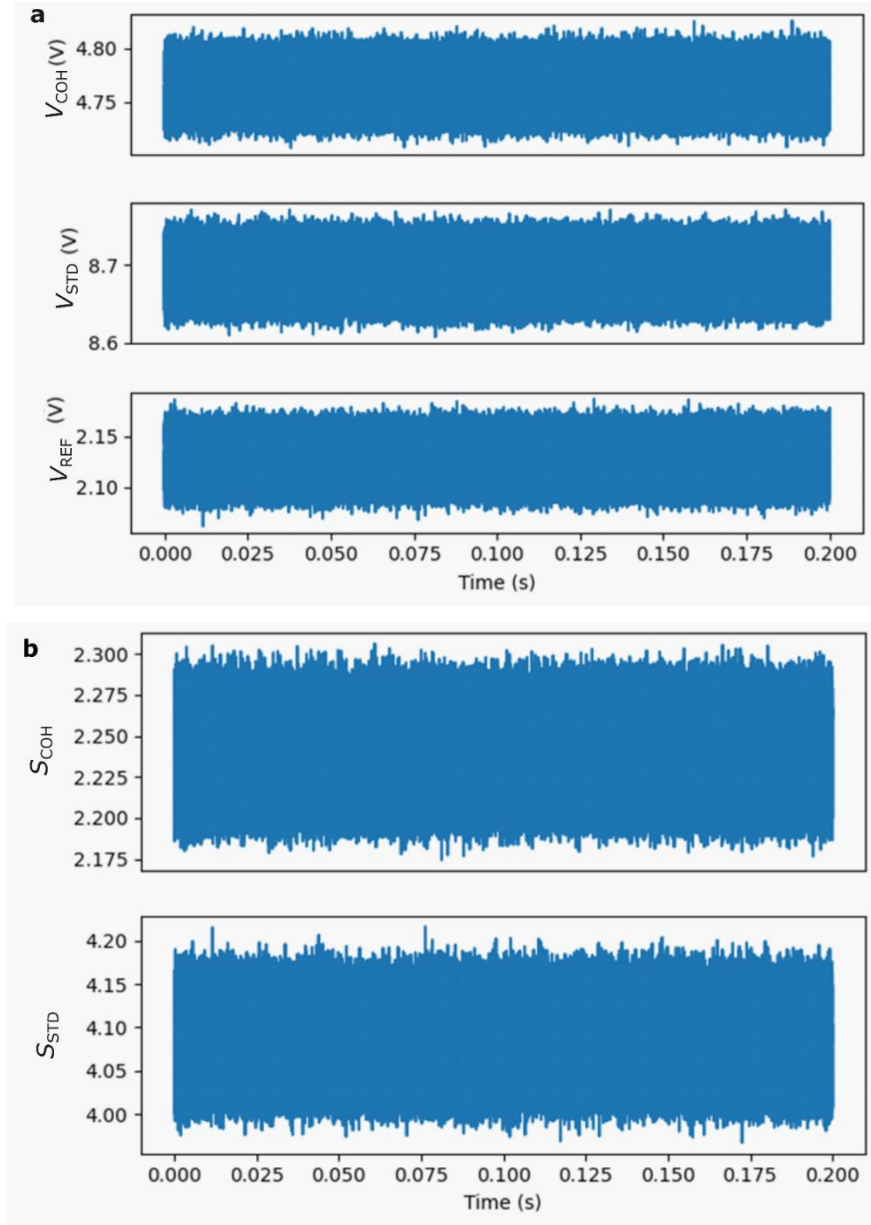 a
V_COH (V)
4.80
4.75
V_STD (V)
8.7
8.6
V_REF (V)
2.15
2.10
0.000 0.025 0.050 0.075 0.100 0.125 0.150 0.175 0.200
Time (s)
b
S_COH
2.300
2.275
2.250
2.225
2.200
2.175
S_STD
4.20
4.15
4.10
4.05
4.00
0.000 0.025 0.050 0.075 0.100 0.125 0.150 0.175 0.200
Time (s)